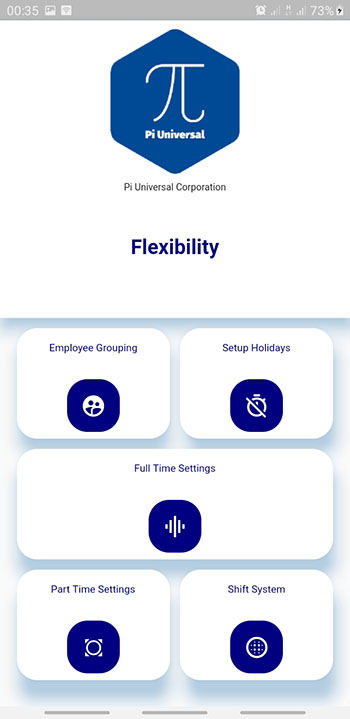 00:35
73%
π
Pi Universal
Pi Universal Corporation
Flexibility
Employee Grouping
Setup Holidays
Full Time Settings
Part Time Settings
Shift System